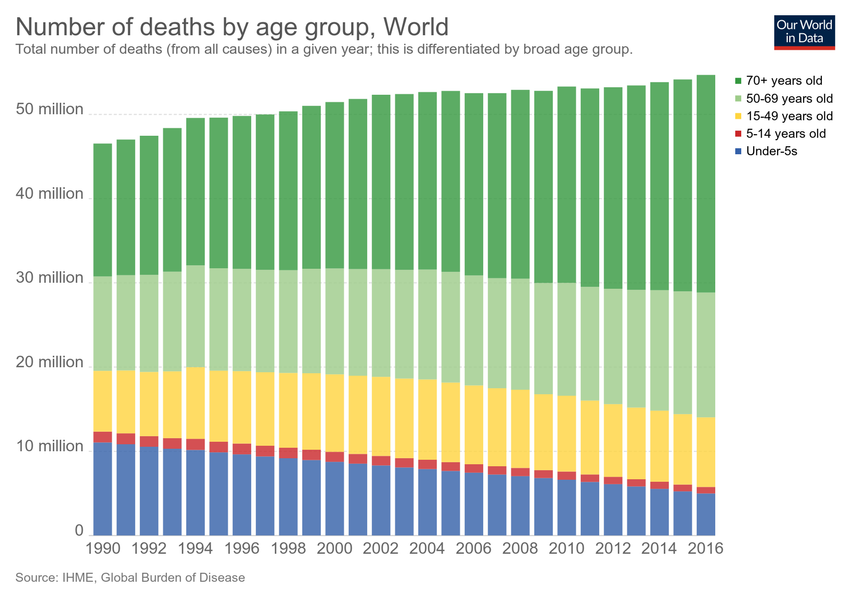 Number of deaths by age group, World
Total number of deaths (from all causes) in a given year; this is differentiated by broad age group.
Our World
in Data
70+ years old
50-69 years old
15-49 years old
5-14 years old
Under-5s
50 million
40 million
30 million
20 million
10 million
0
1990 1992 1994 1996 1998 2000 2002 2004 2006 2008 2010 2012 2014 2016
Source: IHME, Global Burden of Disease